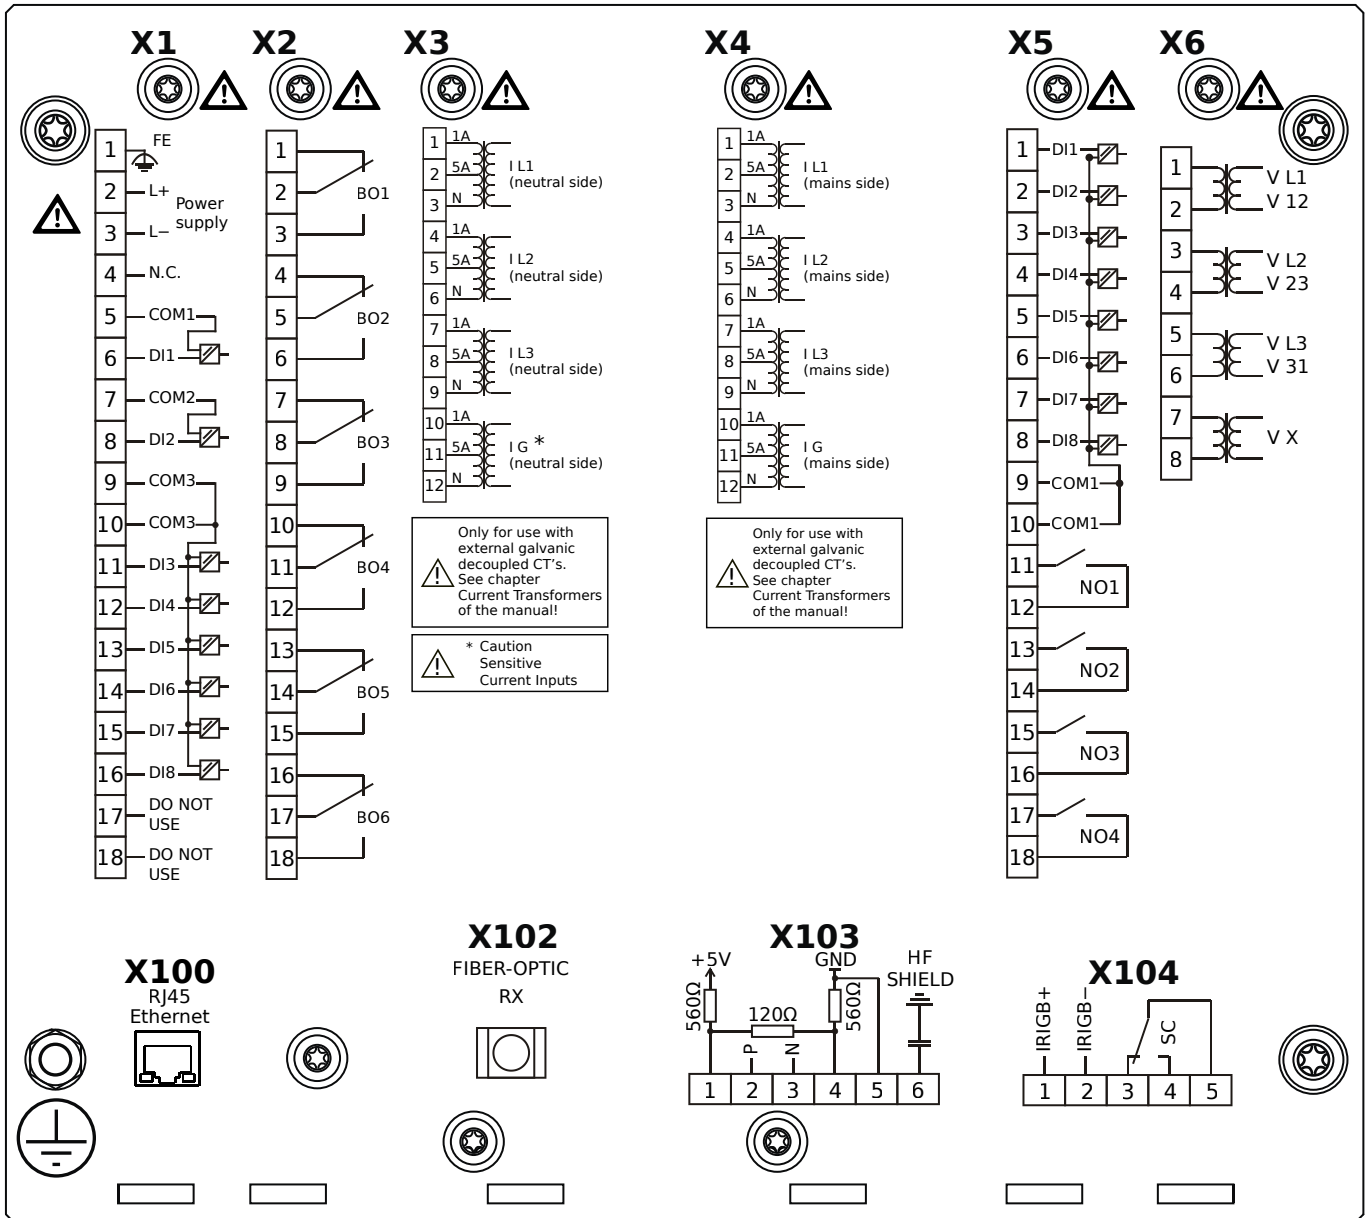 X1
X2
X3
X4
X5
X6
1
FE
2
L+
Power
supply
3
L−
4
N.C.
5
COM1
6
DI1
7
COM2
8
DI2
9
COM3
10
COM3
11
DI3
12
DI4
13
DI5
14
DI6
15
DI7
16
DI8
17
DO NOT
USE
18
DO NOT
USE
1
2
BO1
3
4
5
BO2
6
7
8
BO3
9
10
11
BO4
12
13
14
BO5
15
16
17
BO6
18
1
1A
2
5A
I L1
(neutral side)
3
N
4
1A
5
5A
I L2
(neutral side)
6
N
7
1A
8
5A
I L3
(neutral side)
9
N
10
1A
11
5A
I G *
(neutral side)
12
N
Only for use with
external galvanic
decoupled CT's.
See chapter
Current Transformers
of the manual!
* Caution
Sensitive
Current Inputs
1
1A
2
5A
I L1
(mains side)
3
N
4
1A
5
5A
I L2
(mains side)
6
N
7
1A
8
5A
I L3
(mains side)
9
N
10
1A
11
5A
I G
(mains side)
12
N
Only for use with
external galvanic
decoupled CT's.
See chapter
Current Transformers
of the manual!
1
DI1
2
DI2
3
DI3
4
DI4
5
DI5
6
DI6
7
DI7
8
DI8
9
COM1
10
COM1
11
NO1
12
13
NO2
14
15
NO3
16
17
NO4
18
1
V L1
V 12
2
3
V L2
V 23
4
5
V L3
V 31
6
7
V X
8
X100
RJ45
Ethernet
X102
FIBER-OPTIC
RX
X103
+5V
GND
HF
SHIELD
560Ω
120Ω
560Ω
P
N
1 2 3 4 5 6
X104
IRIGB+
IRIGB−
SC
1 2 3 4 5